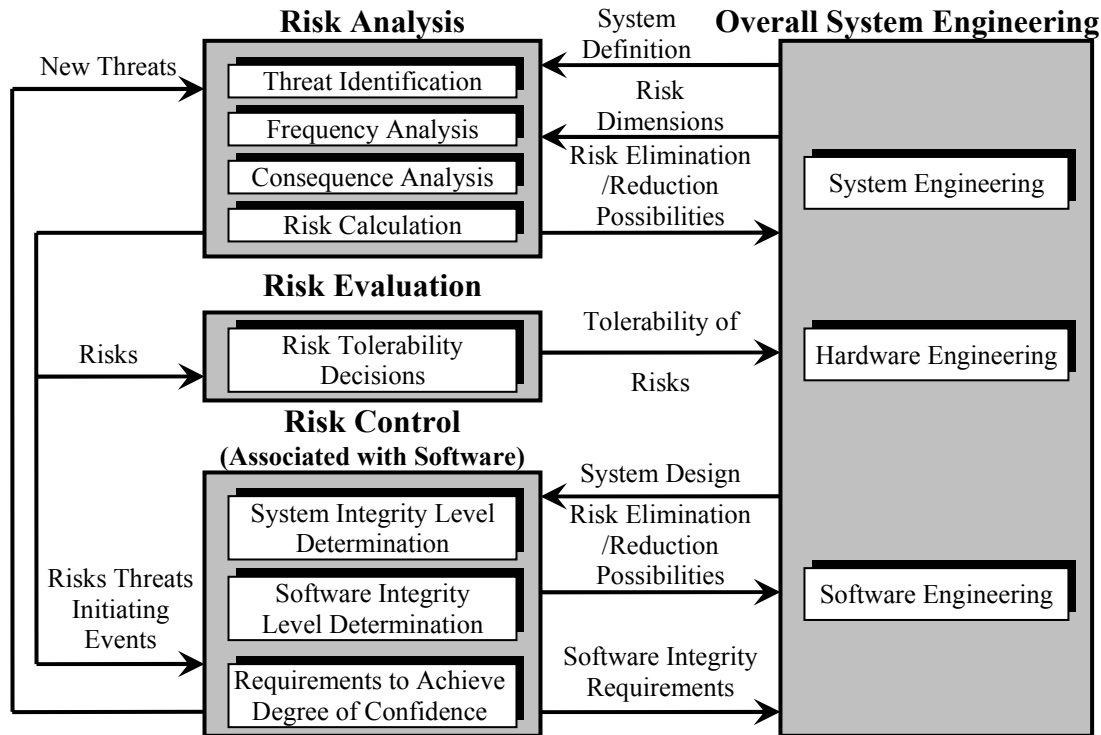 Risk Analysis
Overall System Engineering
New Threats
Threat Identification
Frequency Analysis
Consequence Analysis
Risk Calculation
System
Definition
Risk
Dimensions
Risk Elimination
/Reduction
Possibilities
System Engineering
Risk Evaluation
Risks
Risk Tolerability
Decisions
Tolerability of
Risks
Hardware Engineering
Risk Control
(Associated with Software)
System Integrity Level
Determination
Software Integrity
Level Determination
Requirements to Achieve
Degree of Confidence
Risks Threats
Initiating
Events
System Design
Risk Elimination
/Reduction
Possibilities
Software Integrity
Requirements
Software Engineering